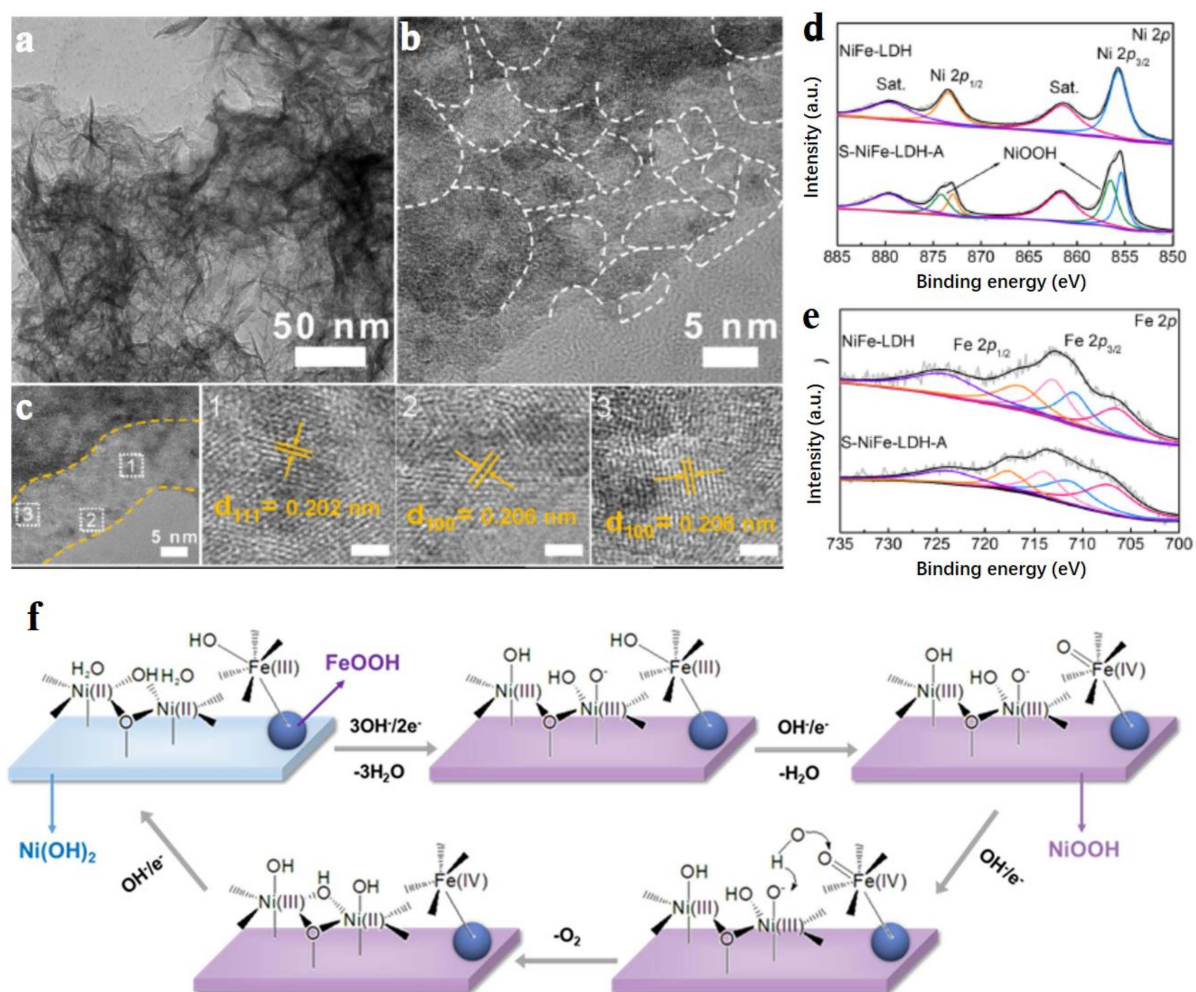 a
50 nm
b
5 nm
c
1
2
3
5 nm
1
d₁₁₁= 0.202 nm
2
d₁₀₀= 0.206 nm
3
d₁₀₀= 0.206 nm
d
Ni 2p
NiFe-LDH
Ni 2p₃/₂
Sat.
Ni 2p₁/₂
Sat.
S-NiFe-LDH-A
NiOOH
Intensity (a.u.)
885 880 875 870 865 860 855 850
Binding energy (eV)
e
Fe 2p
NiFe-LDH
Fe 2p₁/₂
Fe 2p₃/₂
S-NiFe-LDH-A
)
Intensity (a.u.)
735 730 725 720 715 710 705 700
Binding energy (eV)
f
H₂O
OH
H₂O
Ni(II)
Ni(II)
O
HO
Fe(III)
FeOOH
Ni(OH)₂
3OH⁻/2e⁻
-3H₂O
OH
Ni(III)
O
HO
O⁻
Ni(III)
HO
Fe(III)
OH⁻/e⁻
-H₂O
OH
Ni(III)
O
HO
O⁻
Ni(III)
O
Fe(IV)
NiOOH
OH⁻/e⁻
OH
Ni(III)
O
HO
O⁻
Ni(III)
H
O
O
Fe(IV)
-O₂
OH
Ni(III)
H
O
O
OH
Ni(II)
Fe(IV)
OH⁻/e⁻